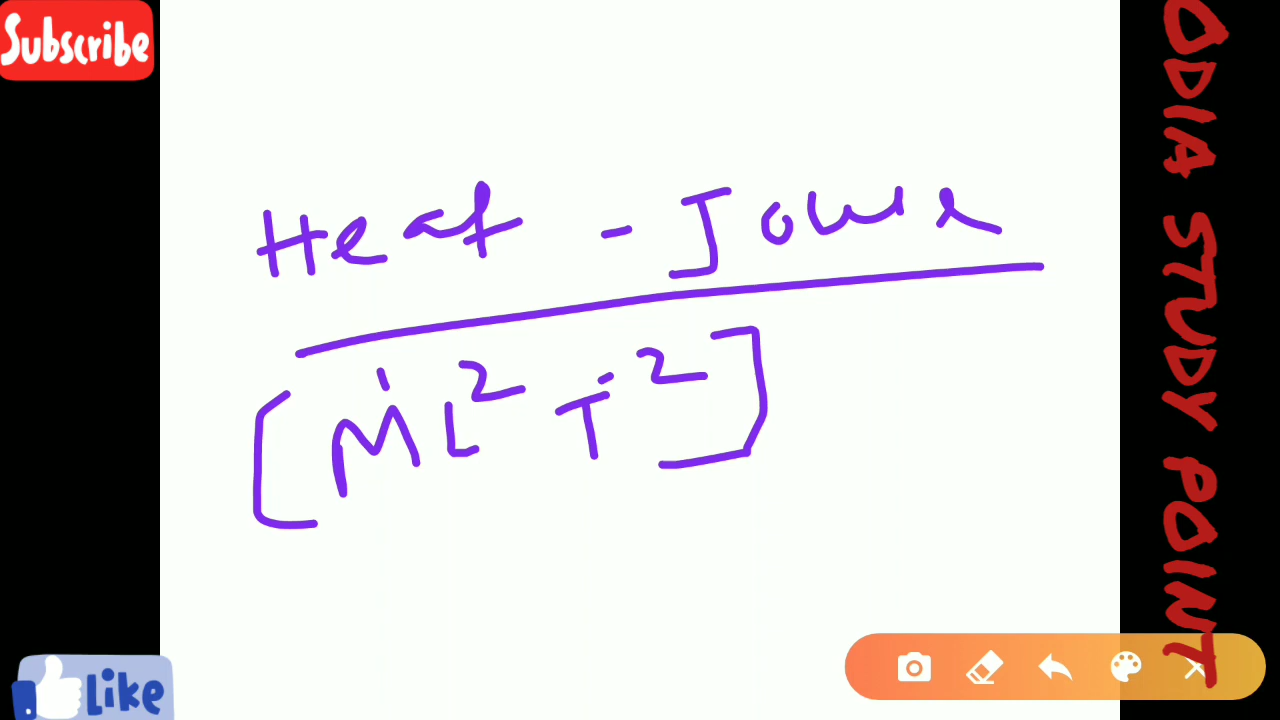 Subscribe
Heat - Joule
[M¹L²T⁻²]
Like
ODIA STUDY POINT